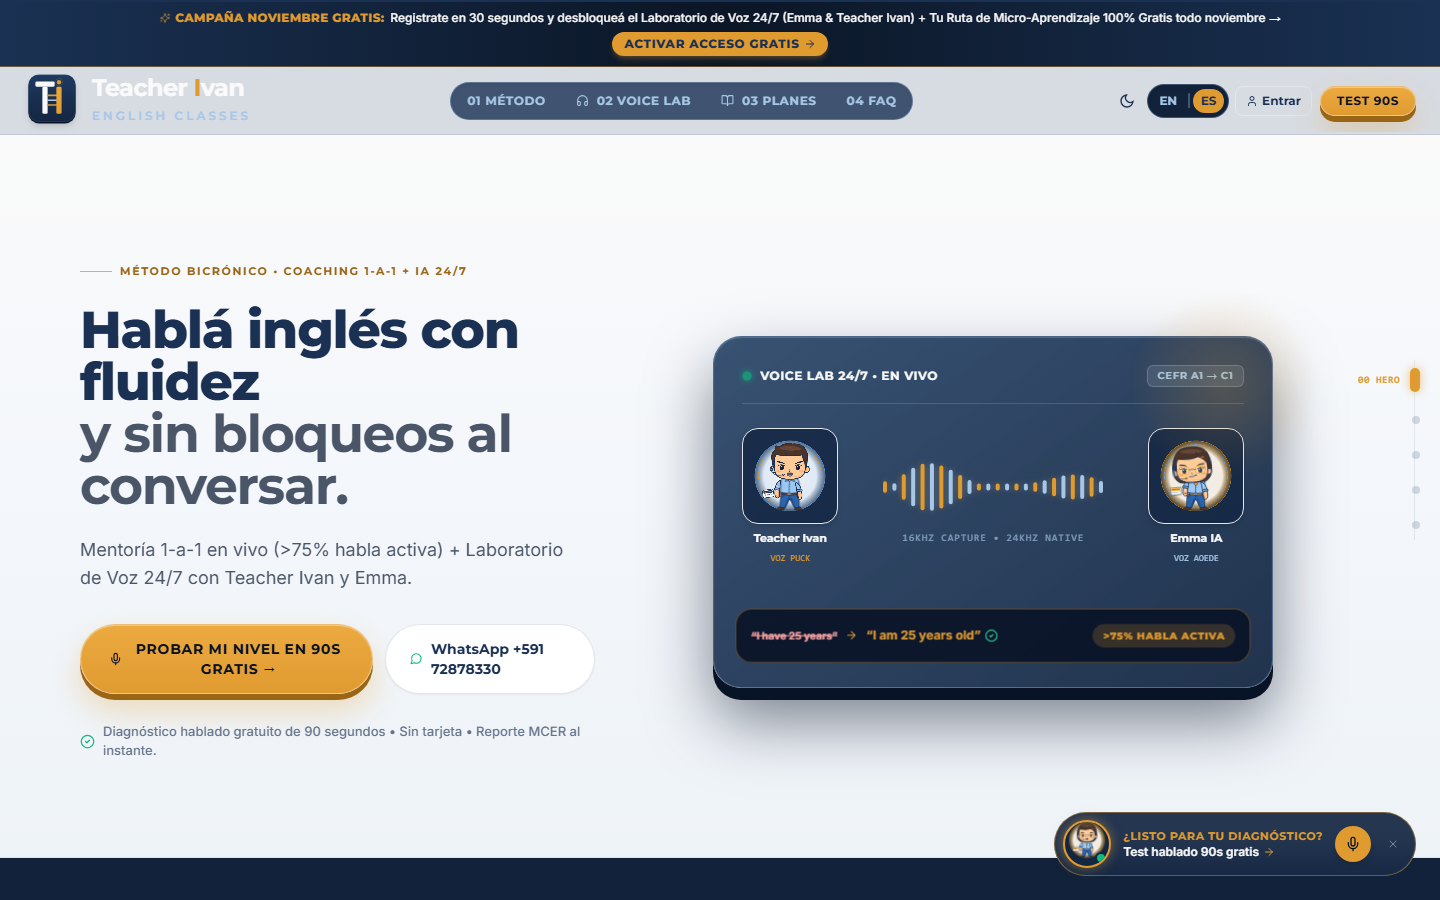 CAMPAÑA NOVIEMBRE GRATIS: Registrate en 30 segundos y desbloqueá el Laboratorio de Voz 24/7 (Emma & Teacher Ivan) + Tu Ruta de Micro-Aprendizaje 100% Gratis todo noviembre →
ACTIVAR ACCESO GRATIS →
Ti
Teacher Ivan
ENGLISH CLASSES
01 MÉTODO
02 VOICE LAB
03 PLANES
04 FAQ
EN | ES
Entrar
TEST 90S
MÉTODO BICRÓNICO • COACHING 1-A-1 + IA 24/7
Hablá inglés con
fluidez
y sin bloqueos al
conversar.
Mentoría 1-a-1 en vivo (>75% habla activa) + Laboratorio
de Voz 24/7 con Teacher Ivan y Emma.
PROBAR MI NIVEL EN 90S
GRATIS →
WhatsApp +591
72878330
Diagnóstico hablado gratuito de 90 segundos • Sin tarjeta • Reporte MCER al
instante.
VOICE LAB 24/7 • EN VIVO
CEFR A1 → C1
Teacher Ivan
VOZ PUCK
16KHZ CAPTURE • 24KHZ NATIVE
Emma IA
VOZ AOEDE
“I have 25 years” → “I am 25 years old”
>75% HABLA ACTIVA
00 HERO
¿LISTO PARA TU DIAGNÓSTICO?
Test hablado 90s gratis →